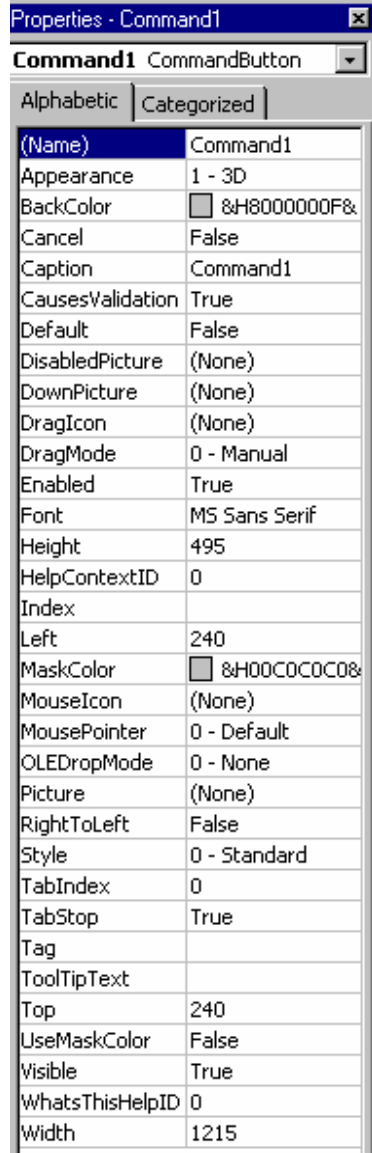 Properties - Command1
Command1 CommandButton
Alphabetic Categorized
(Name) Command1
Appearance 1 - 3D
BackColor &H8000000F&
Cancel False
Caption Command1
CausesValidation True
Default False
DisabledPicture (None)
DownPicture (None)
DragIcon (None)
DragMode 0 - Manual
Enabled True
Font MS Sans Serif
Height 495
HelpContextID 0
Index
Left 240
MaskColor &H00C0C0C0&
MouseIcon (None)
MousePointer 0 - Default
OLEDropMode 0 - None
Picture (None)
RightToLeft False
Style 0 - Standard
TabIndex 0
TabStop True
Tag
ToolTipText
Top 240
UseMaskColor False
Visible True
WhatsThisHelpID 0
Width 1215